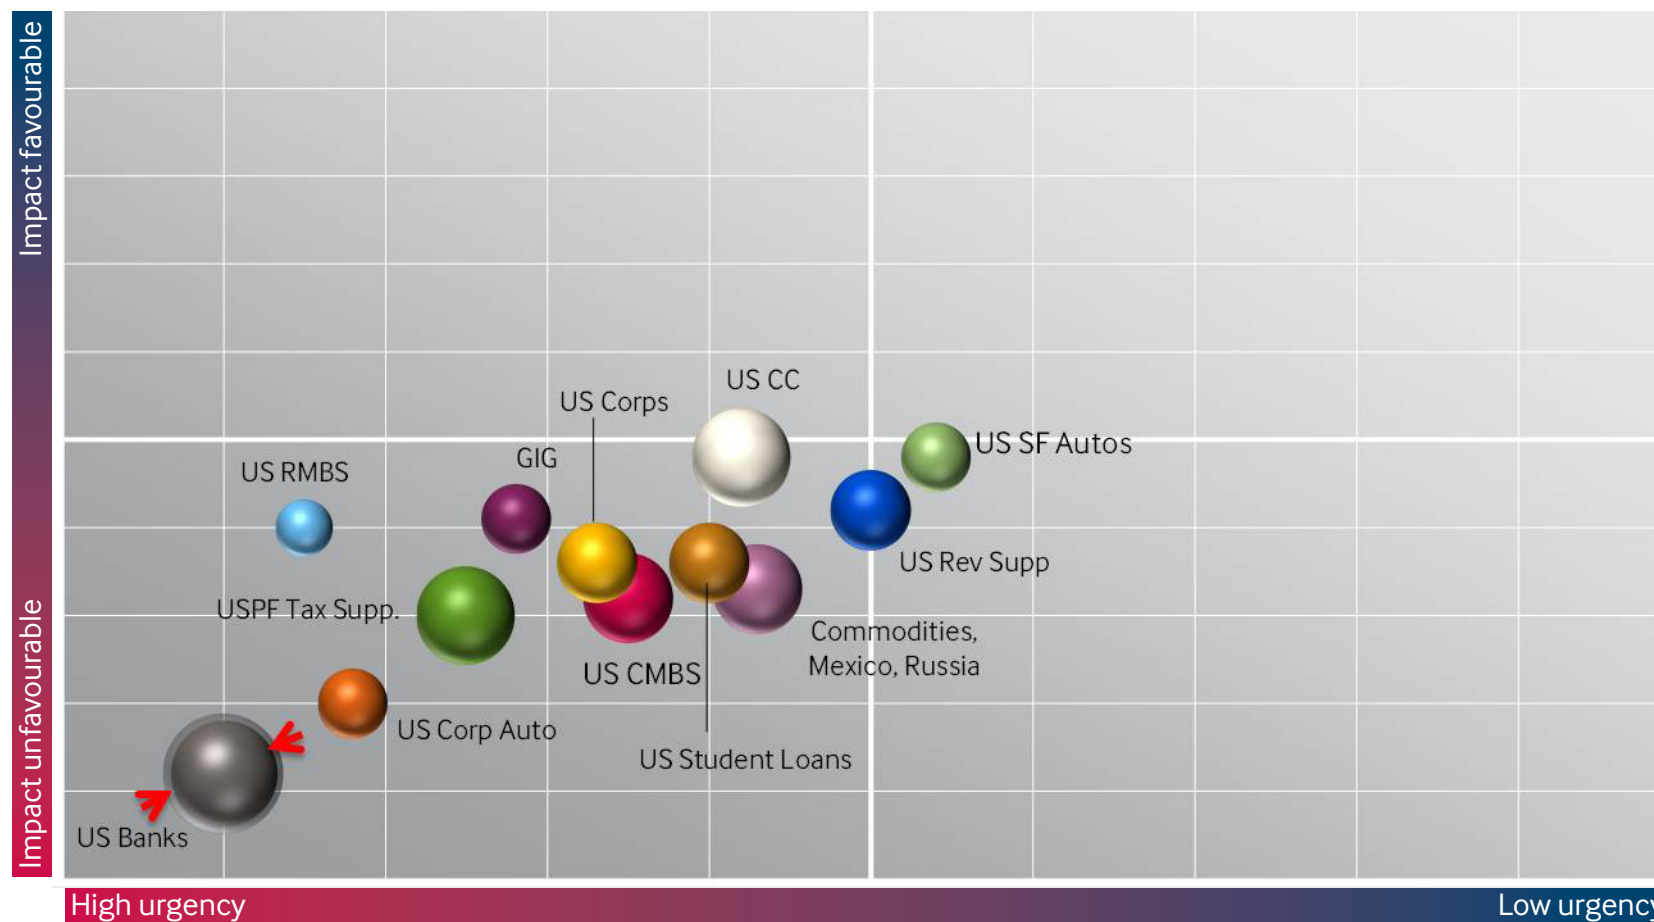 Impact favourable
Impact unfavourable
US CC
US Corps
US SF Autos
GIG
US RMBS
US Rev Supp
USPF Tax Supp.
Commodities,
Mexico, Russia
US CMBS
US Corp Auto
US Student Loans
US Banks
High urgency
Low urgency